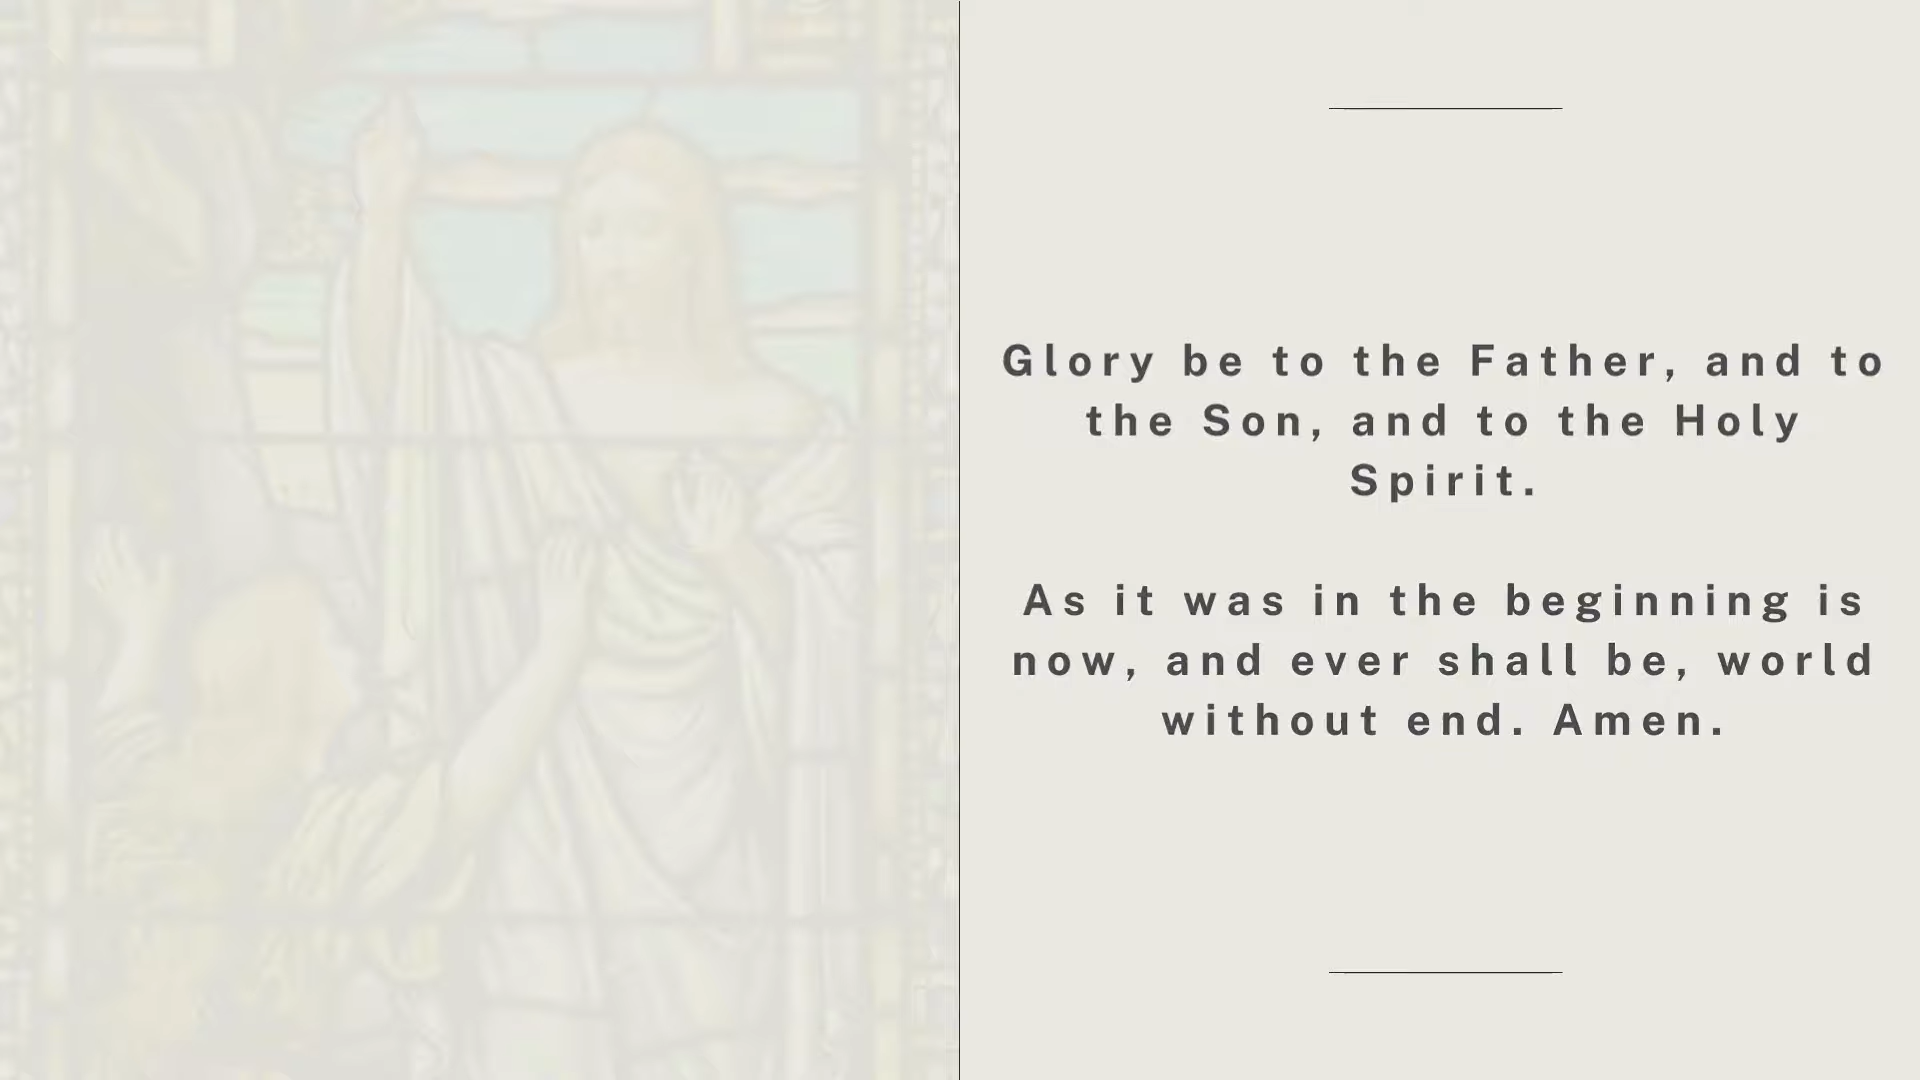 Glory be to the Father, and to
the Son, and to the Holy
Spirit.
As it was in the beginning is
now, and ever shall be, world
without end. Amen.